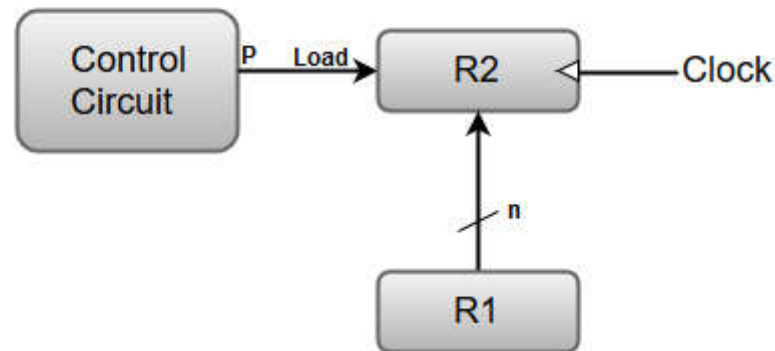 Control
Circuit
P
Load
R2
Clock
n
R1